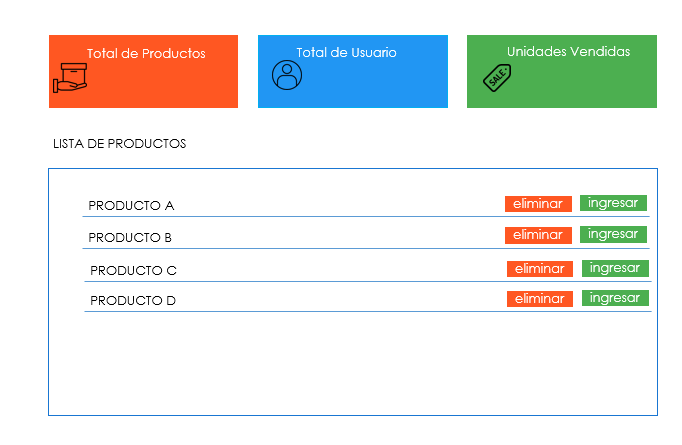 Total de Productos
Total de Usuario
Unidades Vendidas
SALE
LISTA DE PRODUCTOS
PRODUCTO A eliminar ingresar
PRODUCTO B eliminar ingresar
PRODUCTO C eliminar ingresar
PRODUCTO D eliminar ingresar